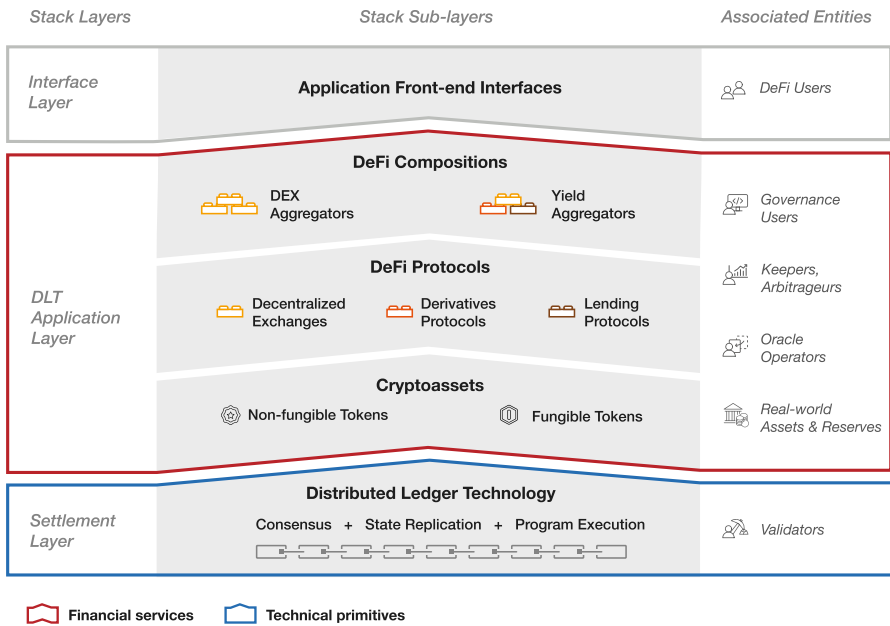 Stack Layers
Stack Sub-layers
Associated Entities
Interface
Layer
Application Front-end Interfaces
DeFi Users
DLT
Application
Layer
DeFi Compositions
DEX
Aggregators
Yield
Aggregators
DeFi Protocols
Decentralized
Exchanges
Derivatives
Protocols
Lending
Protocols
Cryptoassets
Non-fungible Tokens
Fungible Tokens
Governance
Users
Keepers,
Arbitrageurs
Oracle
Operators
Real-world
Assets & Reserves
Settlement
Layer
Distributed Ledger Technology
Consensus + State Replication + Program Execution
Validators
Financial services
Technical primitives